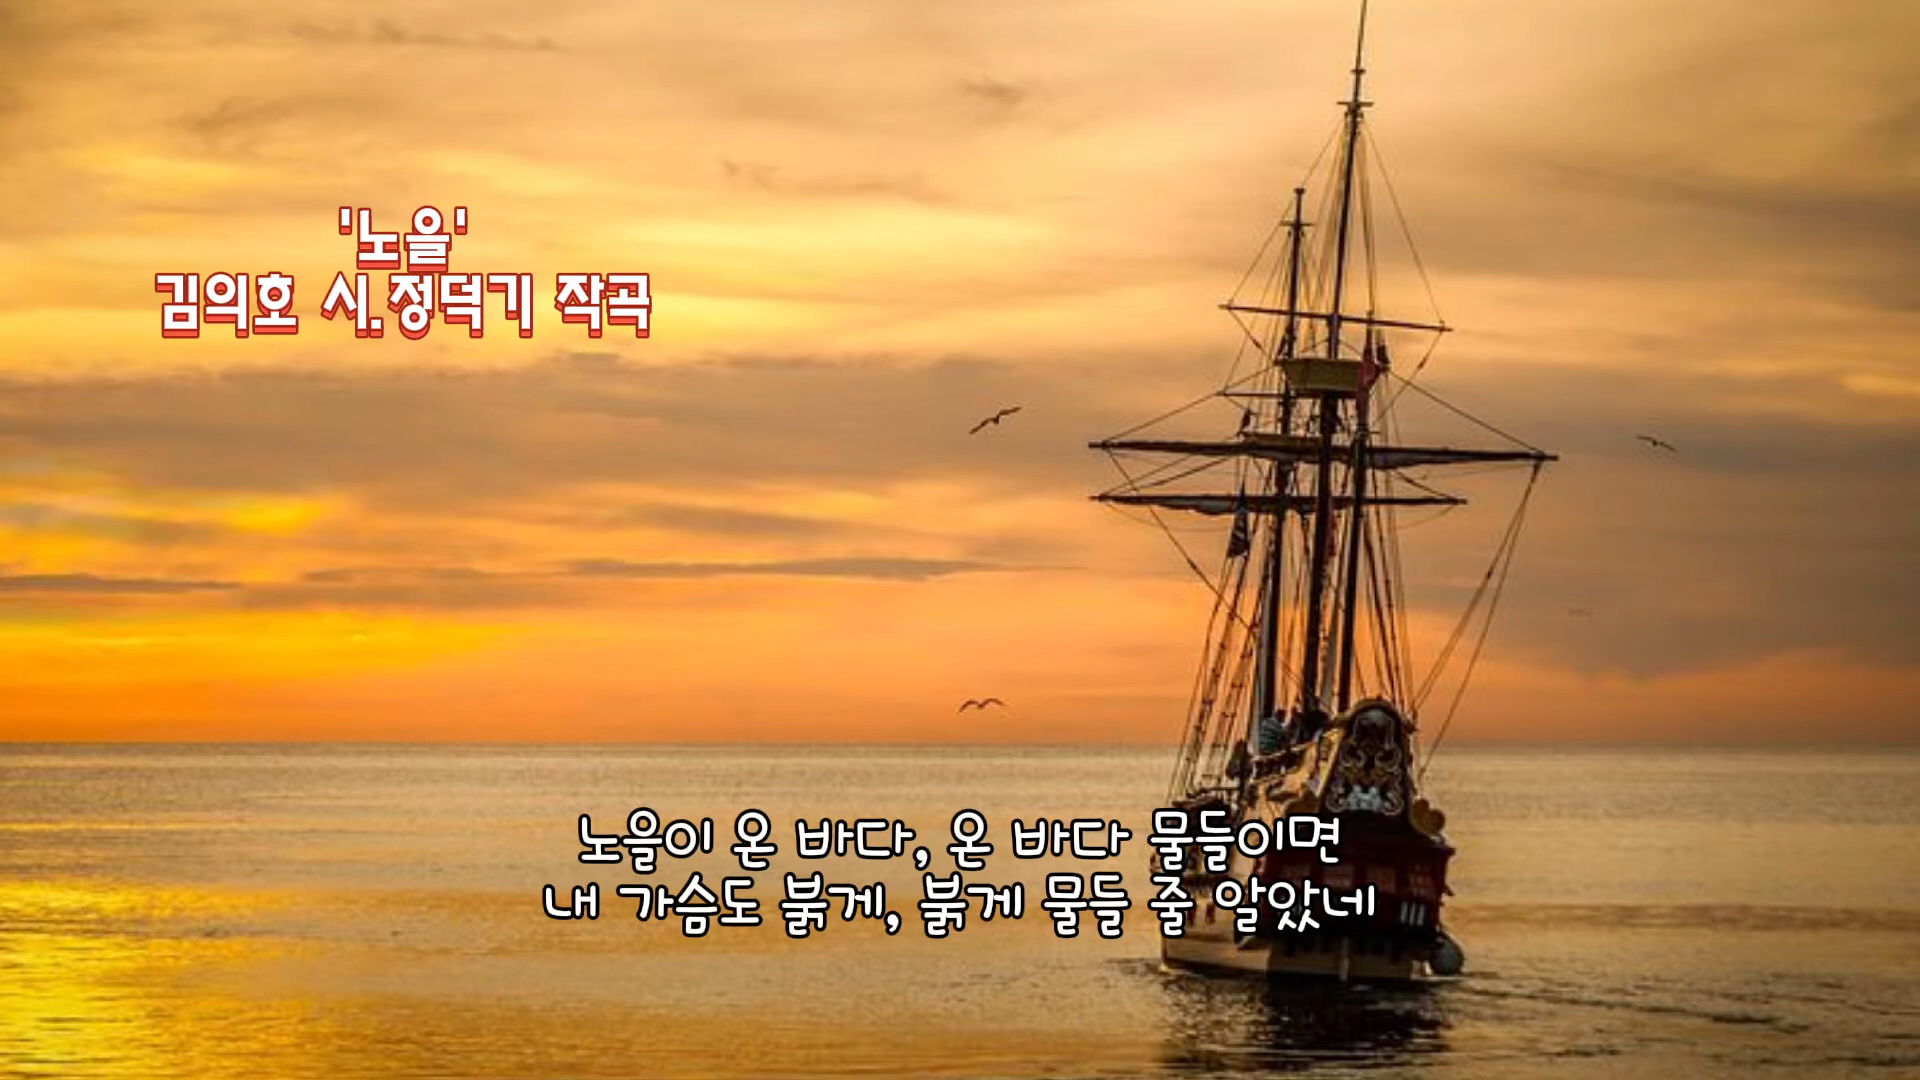 '노을'
김의호 시.정덕기 작곡
노을이 온 바다, 온 바다 물들이면
내 가슴도 붉게, 붉게 물들 줄 알았네